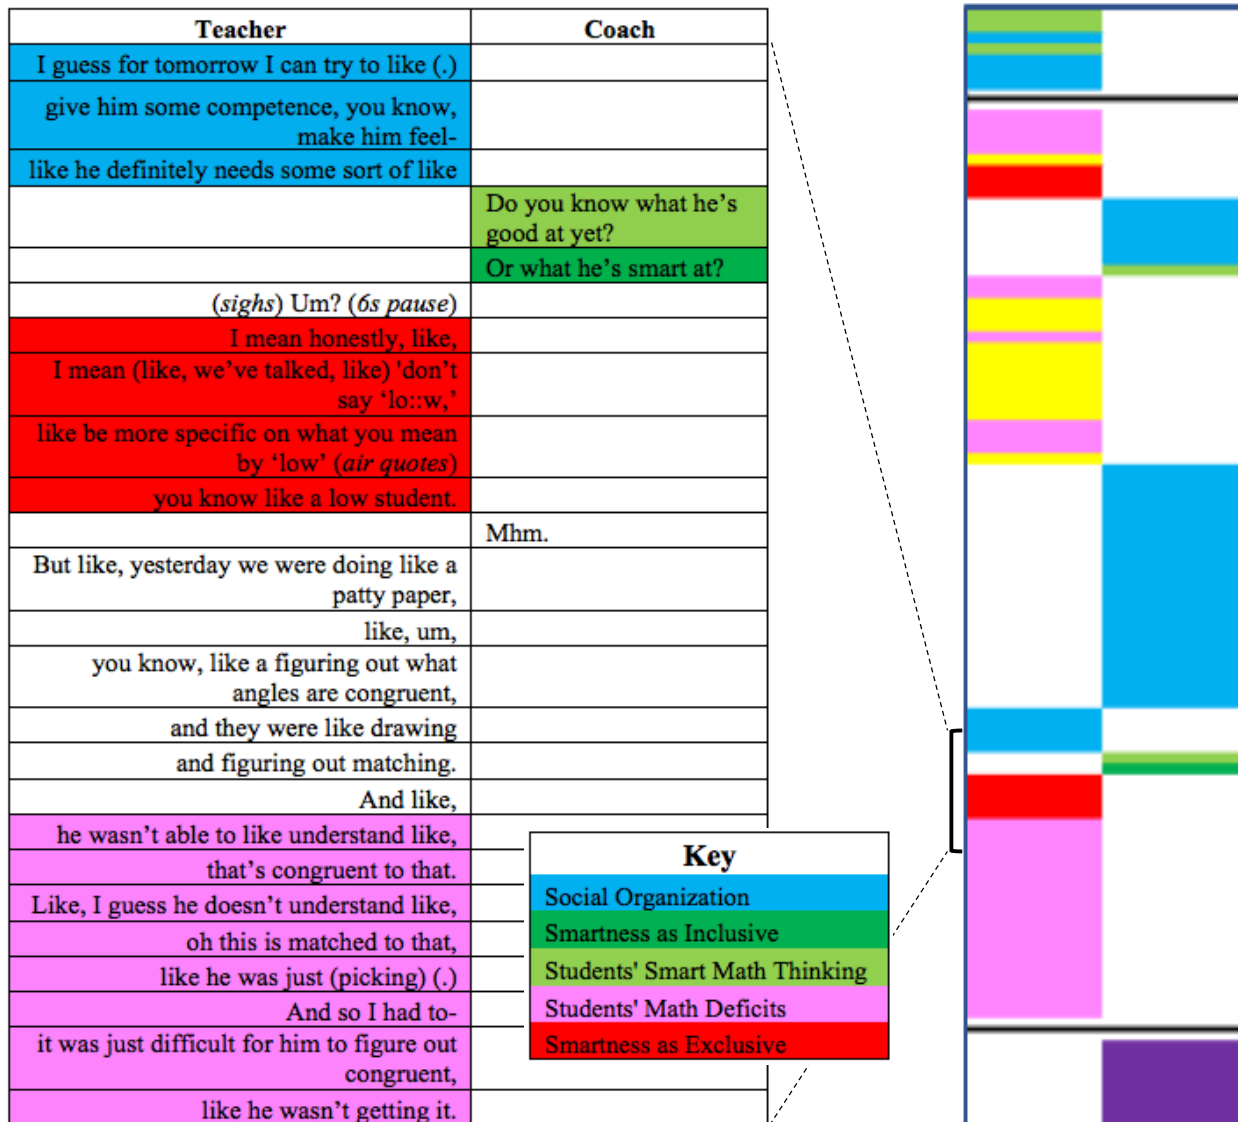 Teacher
Coach
I guess for tomorrow I can try to like (.)
give him some competence, you know,
make him feel-
like he definitely needs some sort of like
Do you know what he's
good at yet?
Or what he's smart at?
(sighs) Um? (6s pause)
I mean honestly, like,
I mean (like, we've talked, like) 'don't
say 'lo::w,'
like be more specific on what you mean
by 'low' (air quotes)
you know like a low student.
Mhm.
But like, yesterday we were doing like a
patty paper,
like, um,
you know, like a figuring out what
angles are congruent,
and they were like drawing
and figuring out matching.
And like,
he wasn't able to like understand like,
that's congruent to that.
Like, I guess he doesn't understand like,
oh this is matched to that,
like he was just (picking) (.)
And so I had to-
it was just difficult for him to figure out
congruent,
like he wasn't getting it.
Key
Social Organization
Smartness as Inclusive
Students' Smart Math Thinking
Students' Math Deficits
Smartness as Exclusive